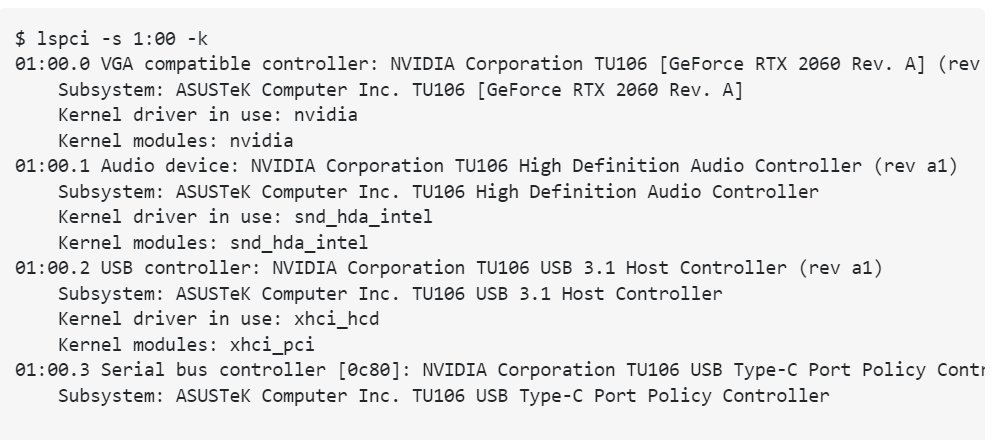 $ lspci -s 1:00 -k
01:00.0 VGA compatible controller: NVIDIA Corporation TU106 [GeForce RTX 2060 Rev. A] (rev
Subsystem: ASUSTeK Computer Inc. TU106 [GeForce RTX 2060 Rev. A]
Kernel driver in use: nvidia
Kernel modules: nvidia
01:00.1 Audio device: NVIDIA Corporation TU106 High Definition Audio Controller (rev a1)
Subsystem: ASUSTeK Computer Inc. TU106 High Definition Audio Controller
Kernel driver in use: snd_hda_intel
Kernel modules: snd_hda_intel
01:00.2 USB controller: NVIDIA Corporation TU106 USB 3.1 Host Controller (rev a1)
Subsystem: ASUSTeK Computer Inc. TU106 USB 3.1 Host Controller
Kernel driver in use: xhci_hcd
Kernel modules: xhci_pci
01:00.3 Serial bus controller [0c80]: NVIDIA Corporation TU106 USB Type-C Port Policy Contr
Subsystem: ASUSTeK Computer Inc. TU106 USB Type-C Port Policy Controller